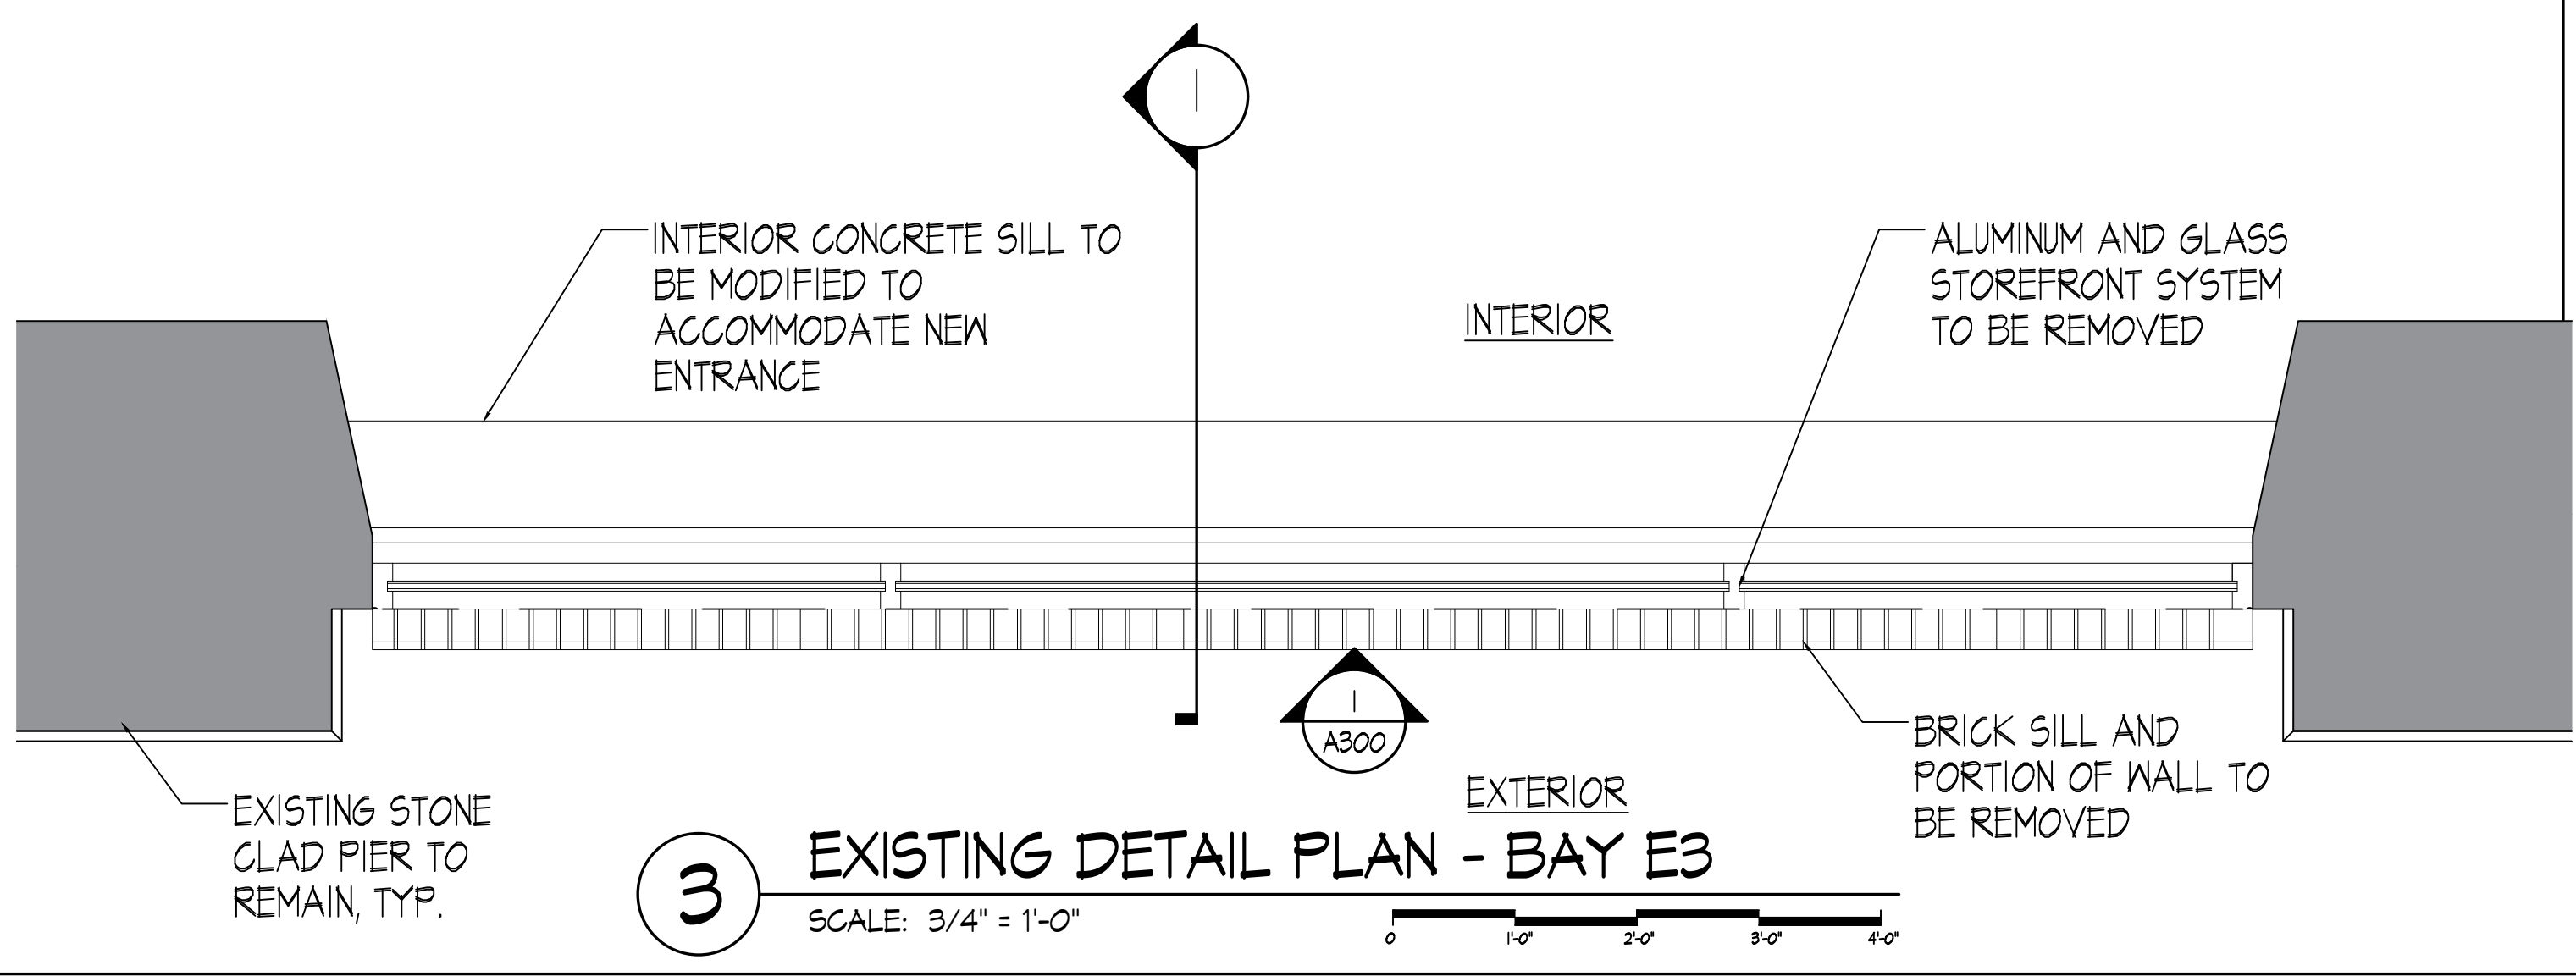 1
INTERIOR CONCRETE SILL TO
BE MODIFIED TO
ACCOMMODATE NEW
ENTRANCE
INTERIOR
ALUMINUM AND GLASS
STOREFRONT SYSTEM
TO BE REMOVED
1
A300
EXTERIOR
BRICK SILL AND
PORTION OF WALL TO
BE REMOVED
EXISTING STONE
CLAD PIER TO
REMAIN, TYP.
3
EXISTING DETAIL PLAN - BAY E3
SCALE: 3/4" = 1'-0"
0 1'-0" 2'-0" 3'-0" 4'-0"